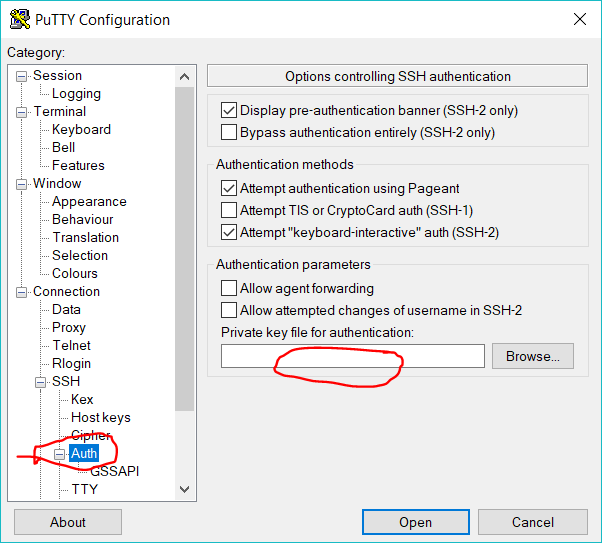 PuTTY Configuration
Category:
Session
Logging
Terminal
Keyboard
Bell
Features
Window
Appearance
Behaviour
Translation
Selection
Colours
Connection
Data
Proxy
Telnet
Rlogin
SSH
Kex
Host keys
Cipher
Auth
GSSAPI
TTY
Options controlling SSH authentication
Display pre-authentication banner (SSH-2 only)
Bypass authentication entirely (SSH-2 only)
Authentication methods
Attempt authentication using Pageant
Attempt TIS or CryptoCard auth (SSH-1)
Attempt "keyboard-interactive" auth (SSH-2)
Authentication parameters
Allow agent forwarding
Allow attempted changes of username in SSH-2
Private key file for authentication:
Browse...
About
Open
Cancel